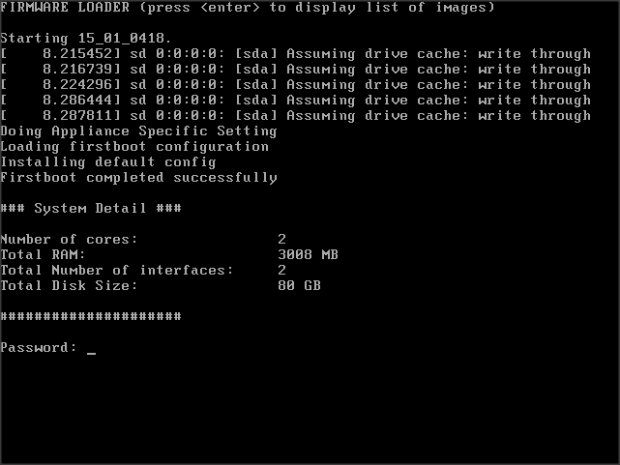 FIRMWARE LOADER (press <enter> to display list of images)
Starting 15_01_0418.
[    8.215452] sd 0:0:0:0: [sda] Assuming drive cache: write through
[    8.216739] sd 0:0:0:0: [sda] Assuming drive cache: write through
[    8.224296] sd 0:0:0:0: [sda] Assuming drive cache: write through
[    8.286444] sd 0:0:0:0: [sda] Assuming drive cache: write through
[    8.287811] sd 0:0:0:0: [sda] Assuming drive cache: write through
Doing Appliance Specific Setting
Loading firstboot configuration
Installing default config
Firstboot completed successfully
### System Detail ###
Number of cores:                2
Total RAM:                      3008 MB
Total Number of interfaces:     2
Total Disk Size:                80 GB
#####################
Password: _